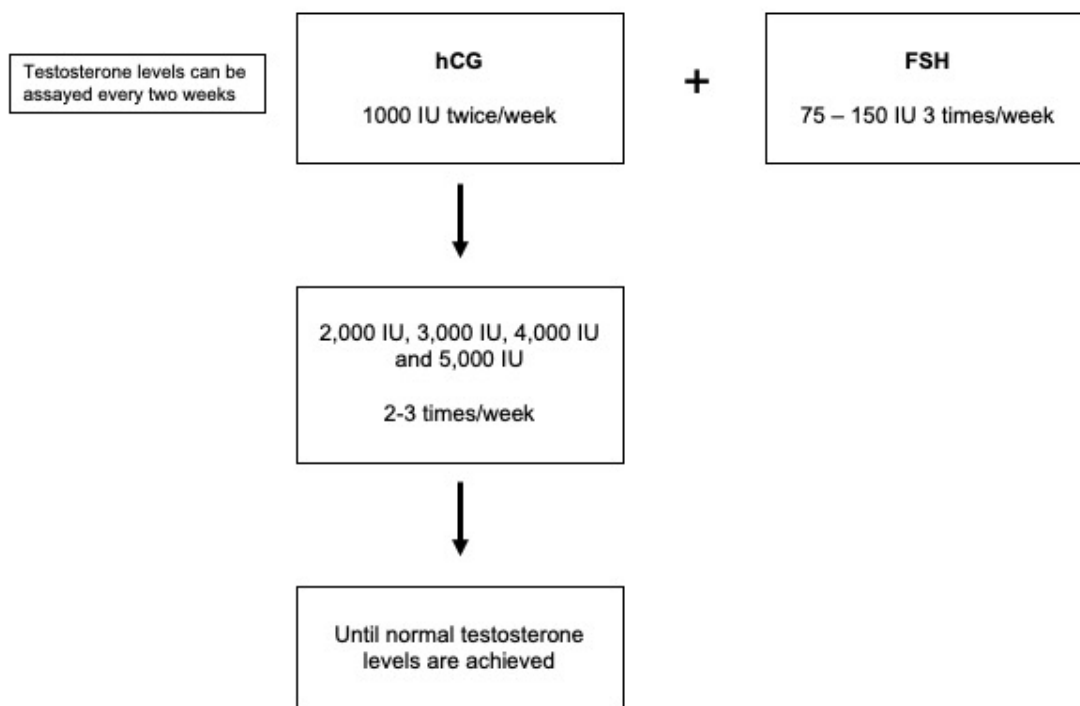 Testosterone levels can be
assayed every two weeks
hCG
1000 IU twice/week
+
FSH
75 – 150 IU 3 times/week
2,000 IU, 3,000 IU, 4,000 IU
and 5,000 IU
2-3 times/week
Until normal testosterone
levels are achieved